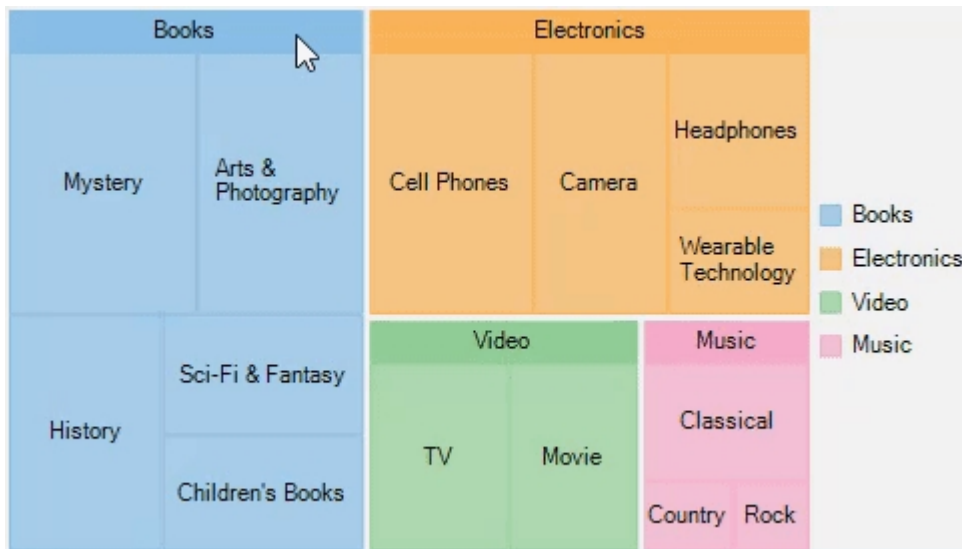 Books
Mystery
Arts &
Photography
History
Sci-Fi & Fantasy
Children's Books
Electronics
Cell Phones
Camera
Headphones
Wearable
Technology
Video
TV
Movie
Music
Classical
Country
Rock
Books
Electronics
Video
Music